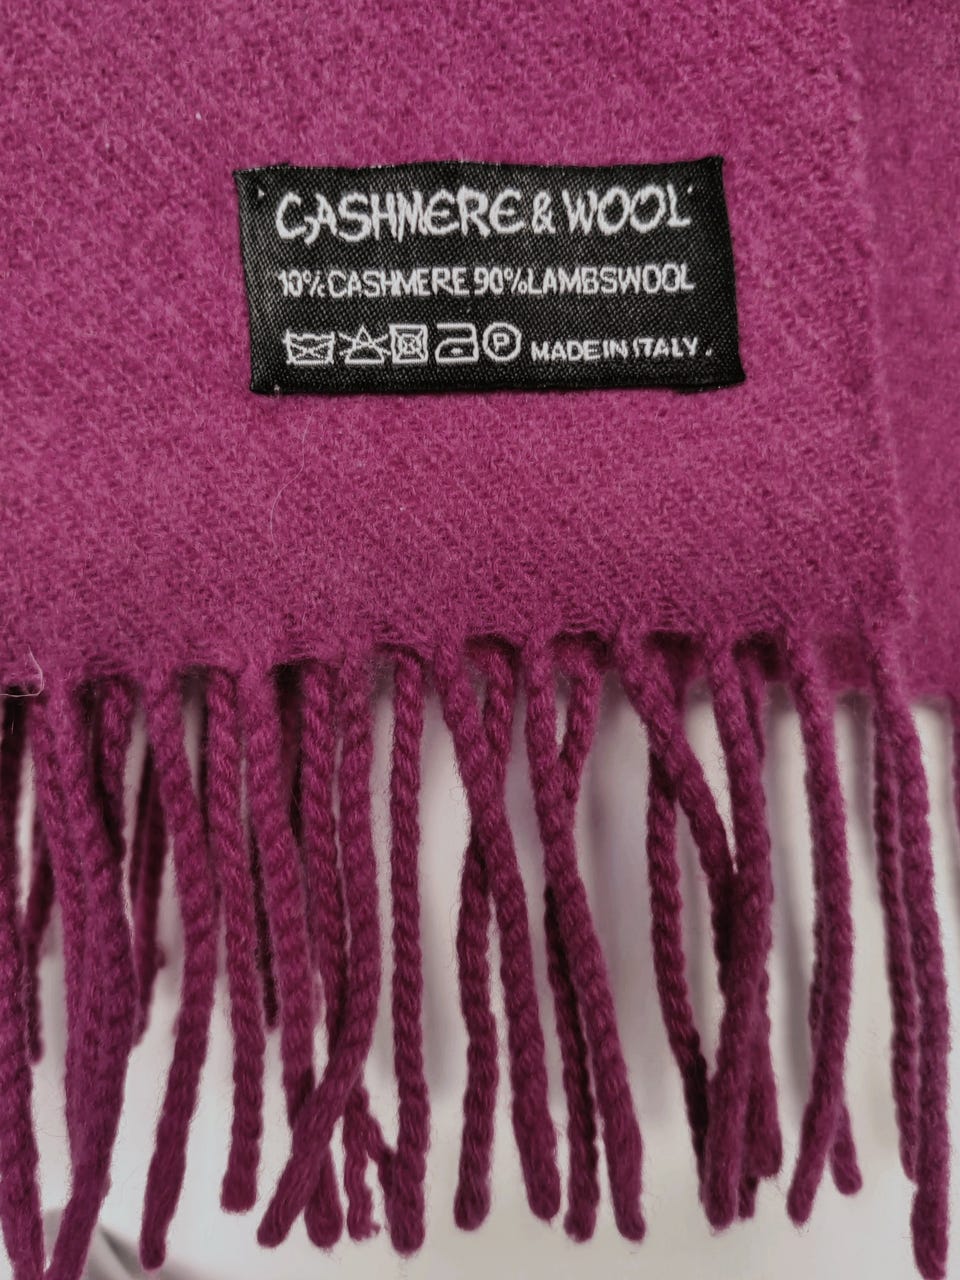 CASHMERE & WOOL
10% CASHMERE 90% LAMBSWOOL
P MADE IN ITALY.